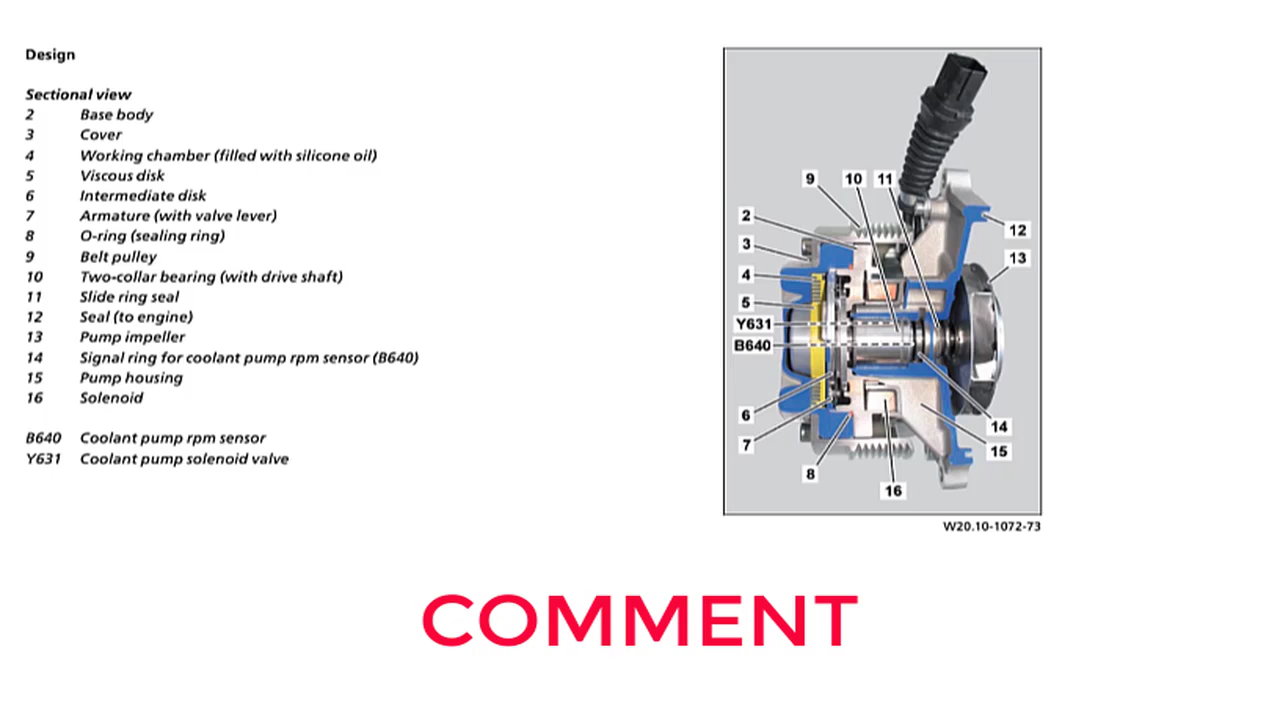 Design
Sectional view
2 Base body
3 Cover
4 Working chamber (filled with silicone oil)
5 Viscous disk
6 Intermediate disk
7 Armature (with valve lever)
8 O-ring (sealing ring)
9 Belt pulley
10 Two-collar bearing (with drive shaft)
11 Slide ring seal
12 Seal (to engine)
13 Pump impeller
14 Signal ring for coolant pump rpm sensor (B640)
15 Pump housing
16 Solenoid
B640 Coolant pump rpm sensor
Y631 Coolant pump solenoid valve
9 10 11
2
12
3
13
4
5
Y631
B640
6
14
7
15
8
16
W20.10-1072-73
COMMENT